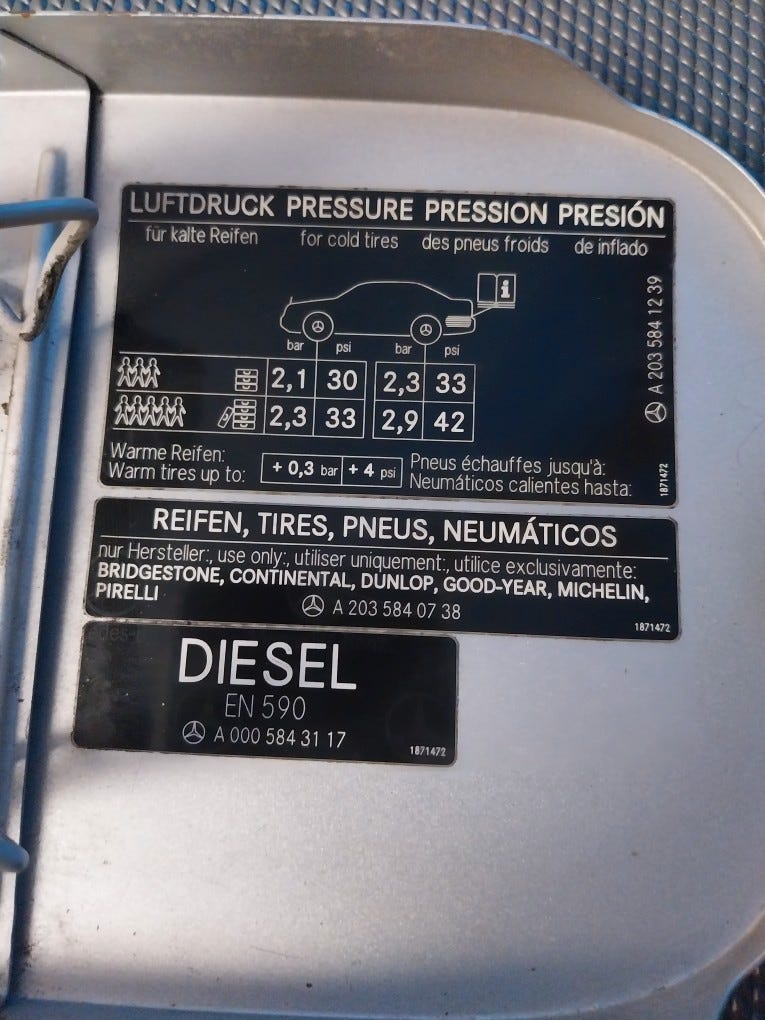 LUFTDRUCK PRESSURE PRESSION PRESIÓN
für kalte Reifen for cold tires des pneus froids de inflado
i
bar psi bar psi
2,1 30 2,3 33
2,3 33 2,9 42
Warme Reifen:
Warm tires up to: + 0,3 bar + 4 psi
Pneus échauffes jusqu'à:
Neumáticos calientes hasta:
A 203 584 12 39
1871472
REIFEN, TIRES, PNEUS, NEUMÁTICOS
nur Hersteller:, use only:, utiliser uniquement:, utilice exclusivamente:
BRIDGESTONE, CONTINENTAL, DUNLOP, GOOD-YEAR, MICHELIN,
PIRELLI
A 203 584 07 38
1871472
DIESEL
EN 590
A 000 584 31 17
1871472